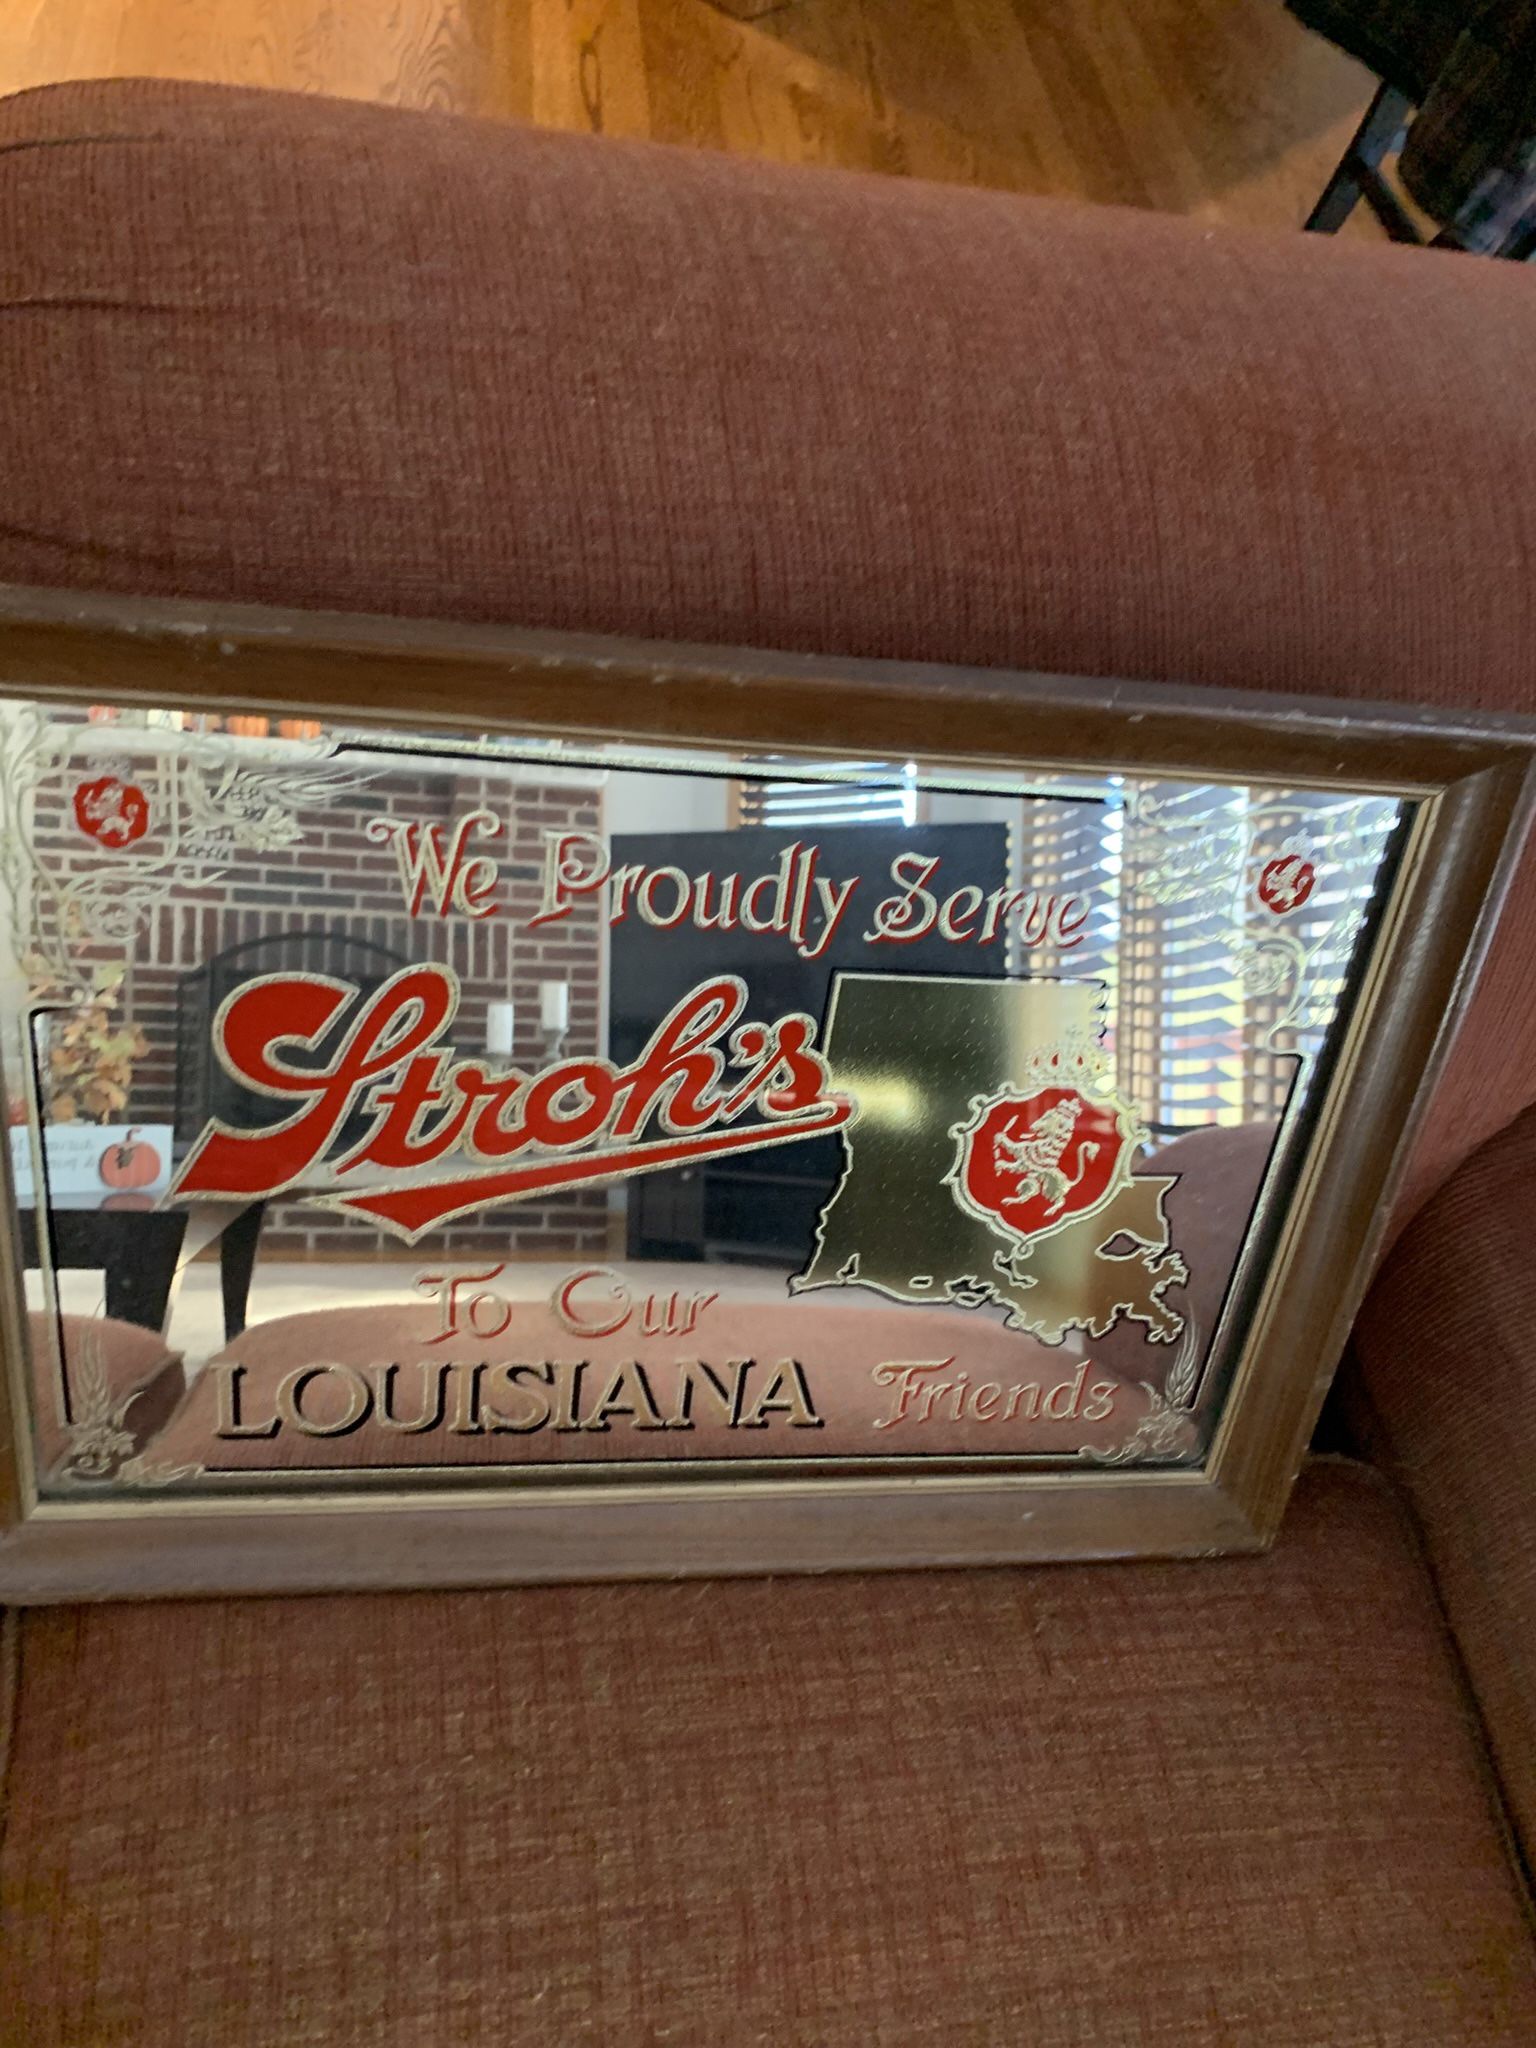 We Proudly Serve
Stroh's
To Our
LOUISIANA Friends